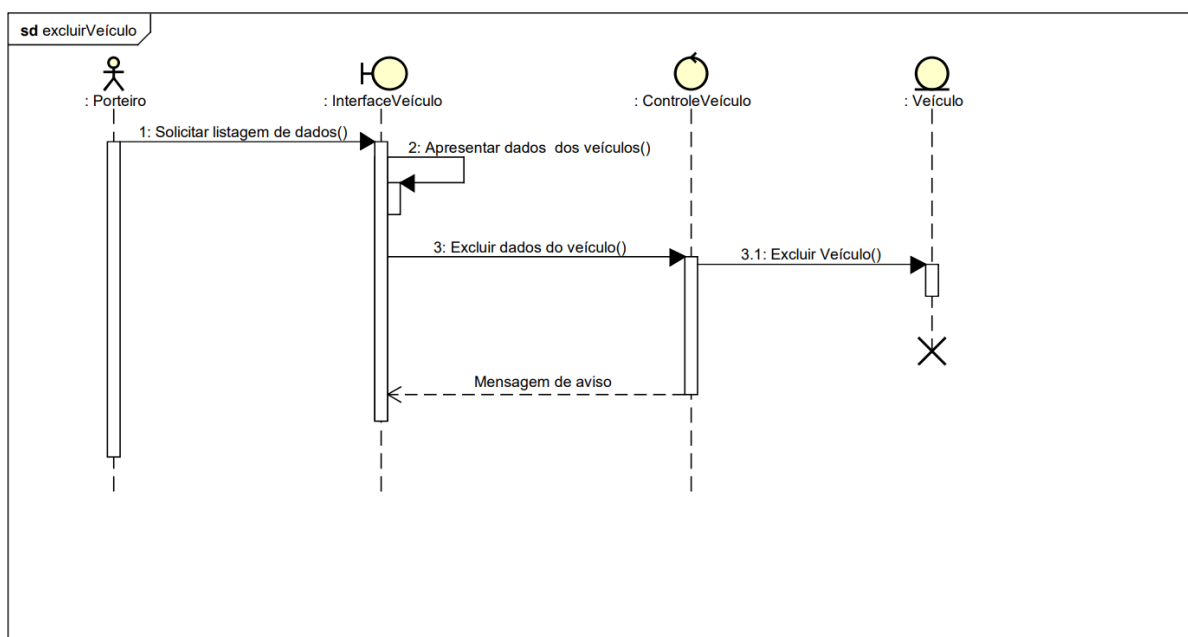 sd excluirVeículo
: Porteiro
: InterfaceVeículo
: ControleVeículo
: Veículo
1: Solicitar listagem de dados()
2: Apresentar dados  dos veículos()
3: Excluir dados do veículo()
3.1: Excluir Veículo()
Mensagem de aviso